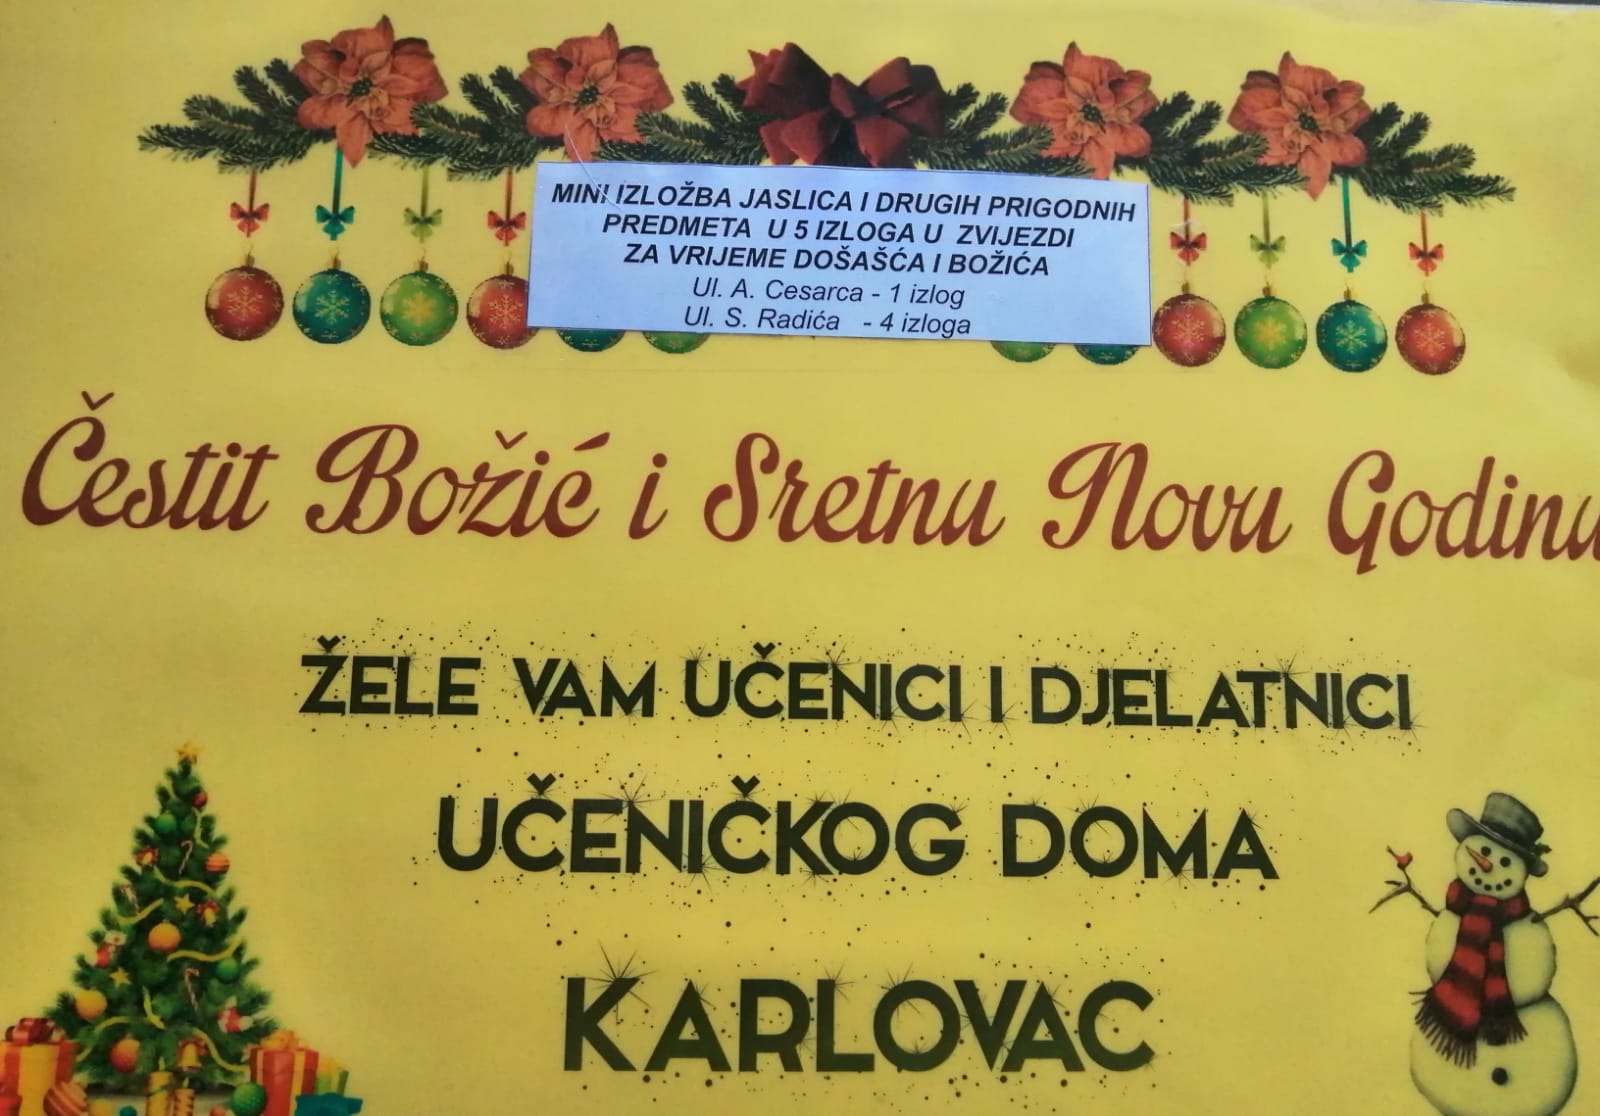 MINI IZLOŽBA JASLICA I DRUGIH PRIGODNIH
PREDMETA U 5 IZLOGA U ZVIJEZDI
ZA VRIJEME DOŠAŠĆA I BOŽIĆA
Ul. A. Cesarca - 1 izlog
Ul. S. Radića - 4 izloga
Čestit Božić i Sretnu Novu Godinu
ŽELE VAM UČENICI I DJELATNICI
UČENIČKOG DOMA
KARLOVAC